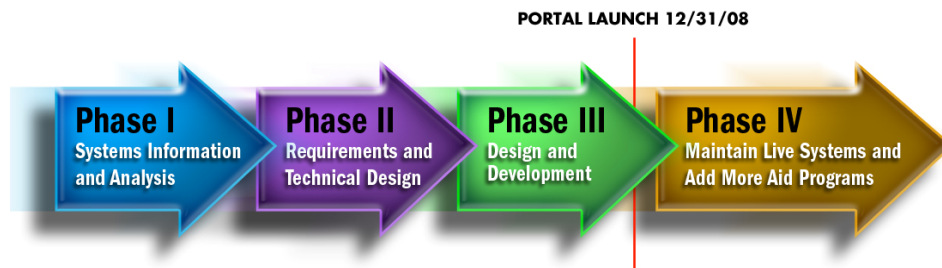 PORTAL LAUNCH 12/31/08
Phase I
Systems Information
and Analysis
Phase II
Requirements and
Technical Design
Phase III
Design and
Development
Phase IV
Maintain Live Systems and
Add More Aid Programs